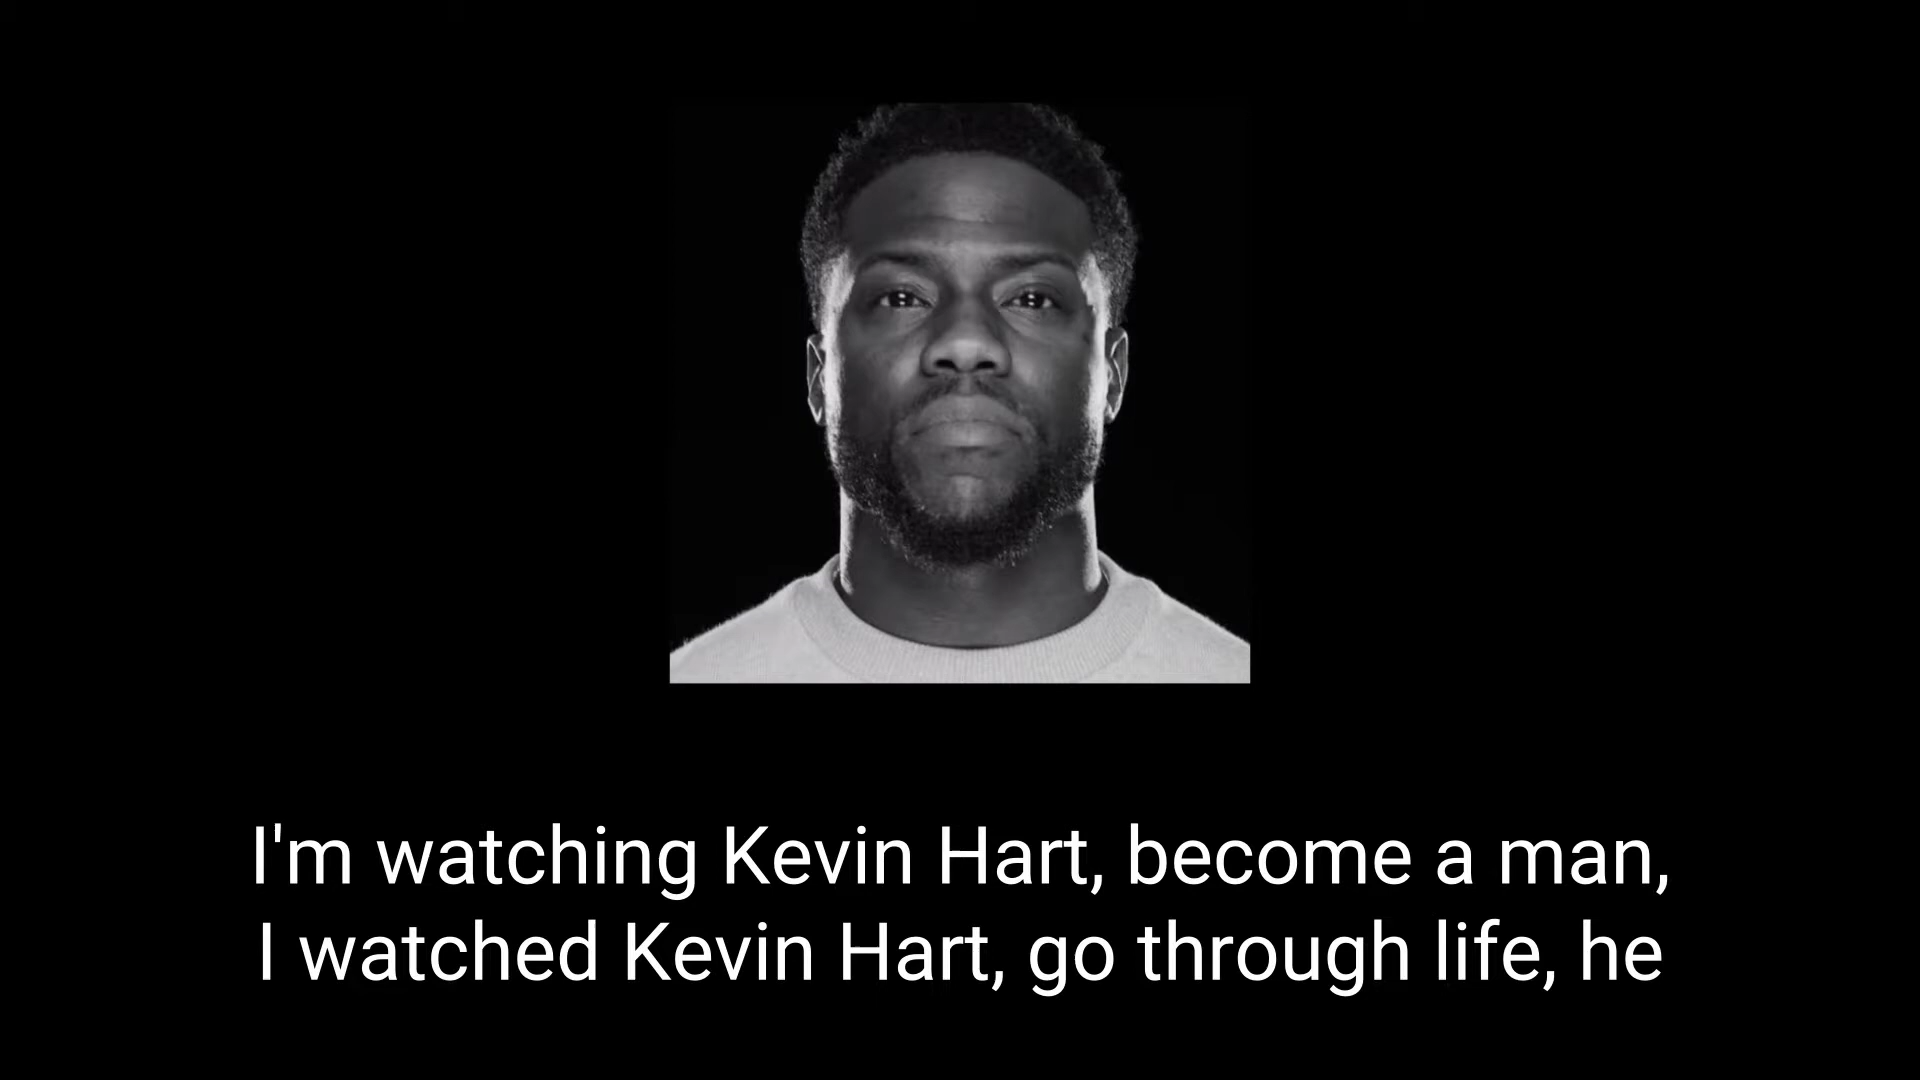 I'm watching Kevin Hart, become a man,
I watched Kevin Hart, go through life, he